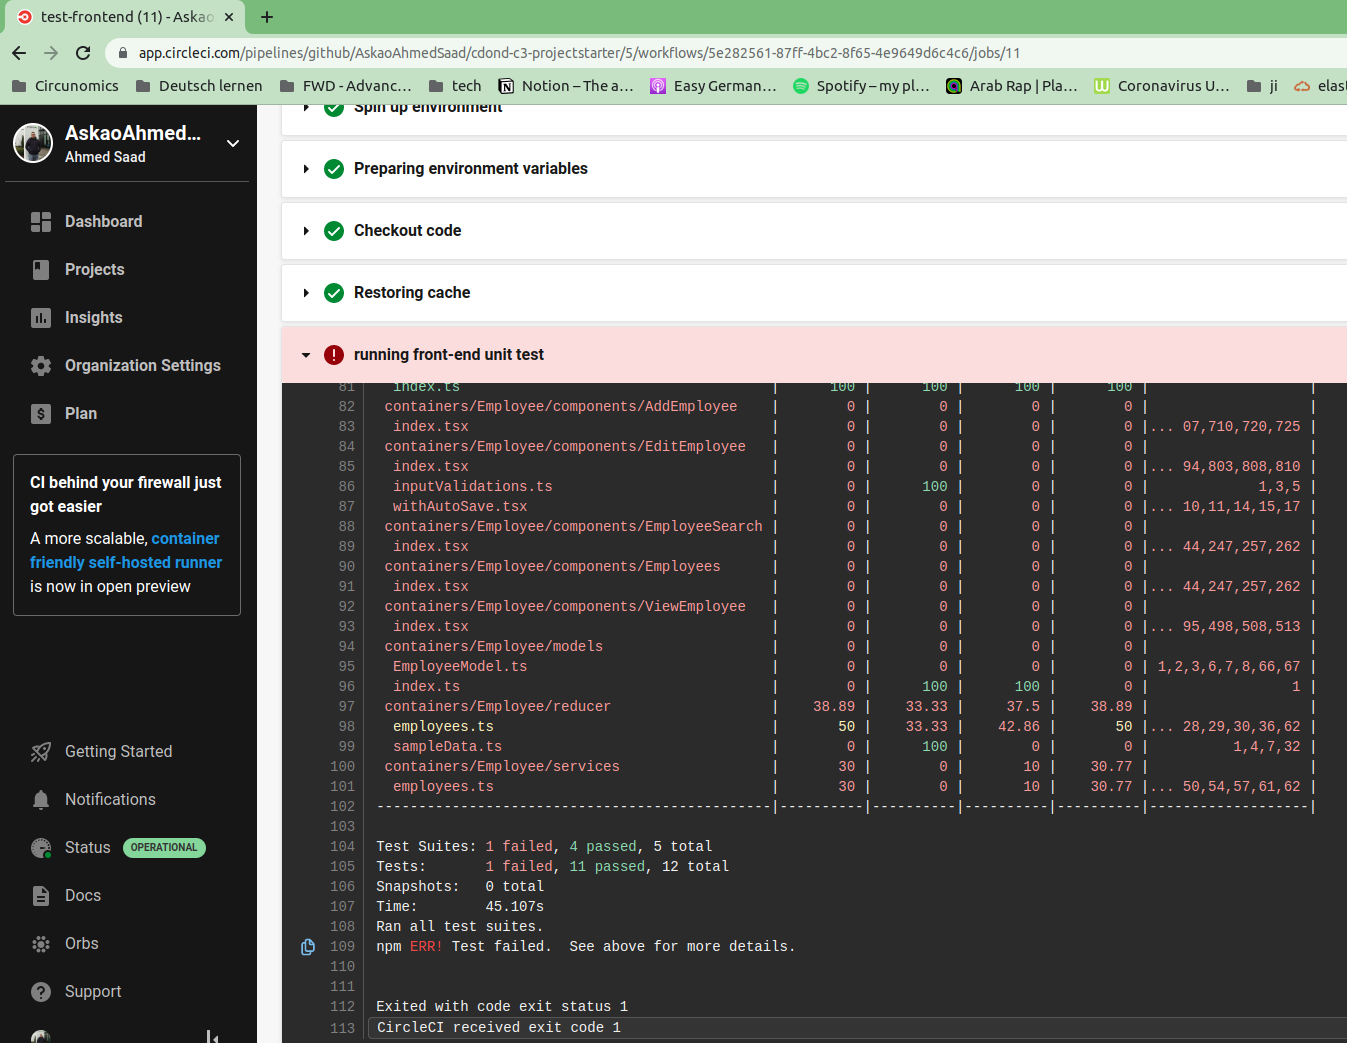 test-frontend (11) - Askao
app.circleci.com/pipelines/github/AskaoAhmedSaad/cdond-c3-projectstarter/5/workflows/5e282561-87ff-4bc2-8f65-4e9649d6c4c6/jobs/11
Circunomics Deutsch lernen FWD - Advanc... tech Notion – The a... Easy German... Spotify – my pl... Arab Rap | Pla... Coronavirus U... ji elast
AskaoAhmed...
Ahmed Saad
Dashboard
Projects
Insights
Organization Settings
Plan
CI behind your firewall just
got easier
A more scalable, container
friendly self-hosted runner
is now in open preview
Getting Started
Notifications
Status OPERATIONAL
Docs
Orbs
Support
Spin up environment
Preparing environment variables
Checkout code
Restoring cache
running front-end unit test
81 index.ts | 100 | 100 | 100 | 100 | |
82 containers/Employee/components/AddEmployee | 0 | 0 | 0 | 0 | |
83 index.tsx | 0 | 0 | 0 | 0 |... 07,710,720,725 |
84 containers/Employee/components/EditEmployee | 0 | 0 | 0 | 0 | |
85 index.tsx | 0 | 0 | 0 | 0 |... 94,803,808,810 |
86 inputValidations.ts | 0 | 100 | 0 | 0 | 1,3,5 |
87 withAutoSave.tsx | 0 | 0 | 0 | 0 |... 10,11,14,15,17 |
88 containers/Employee/components/EmployeeSearch | 0 | 0 | 0 | 0 | |
89 index.tsx | 0 | 0 | 0 | 0 |... 44,247,257,262 |
90 containers/Employee/components/Employees | 0 | 0 | 0 | 0 | |
91 index.tsx | 0 | 0 | 0 | 0 |... 44,247,257,262 |
92 containers/Employee/components/ViewEmployee | 0 | 0 | 0 | 0 | |
93 index.tsx | 0 | 0 | 0 | 0 |... 95,498,508,513 |
94 containers/Employee/models | 0 | 0 | 0 | 0 | |
95 EmployeeModel.ts | 0 | 0 | 0 | 0 | 1,2,3,6,7,8,66,67 |
96 index.ts | 0 | 100 | 100 | 0 | 1 |
97 containers/Employee/reducer | 38.89 | 33.33 | 37.5 | 38.89 | |
98 employees.ts | 50 | 33.33 | 42.86 | 50 |... 28,29,30,36,62 |
99 sampleData.ts | 0 | 100 | 0 | 0 | 1,4,7,32 |
100 containers/Employee/services | 30 | 0 | 10 | 30.77 | |
101 employees.ts | 30 | 0 | 10 | 30.77 |... 50,54,57,61,62 |
102 -----------------------------------------------|----------|----------|----------|----------|-------------------|
103
104 Test Suites: 1 failed, 4 passed, 5 total
105 Tests: 1 failed, 11 passed, 12 total
106 Snapshots: 0 total
107 Time: 45.107s
108 Ran all test suites.
109 npm ERR! Test failed. See above for more details.
110
111
112 Exited with code exit status 1
113 CircleCI received exit code 1